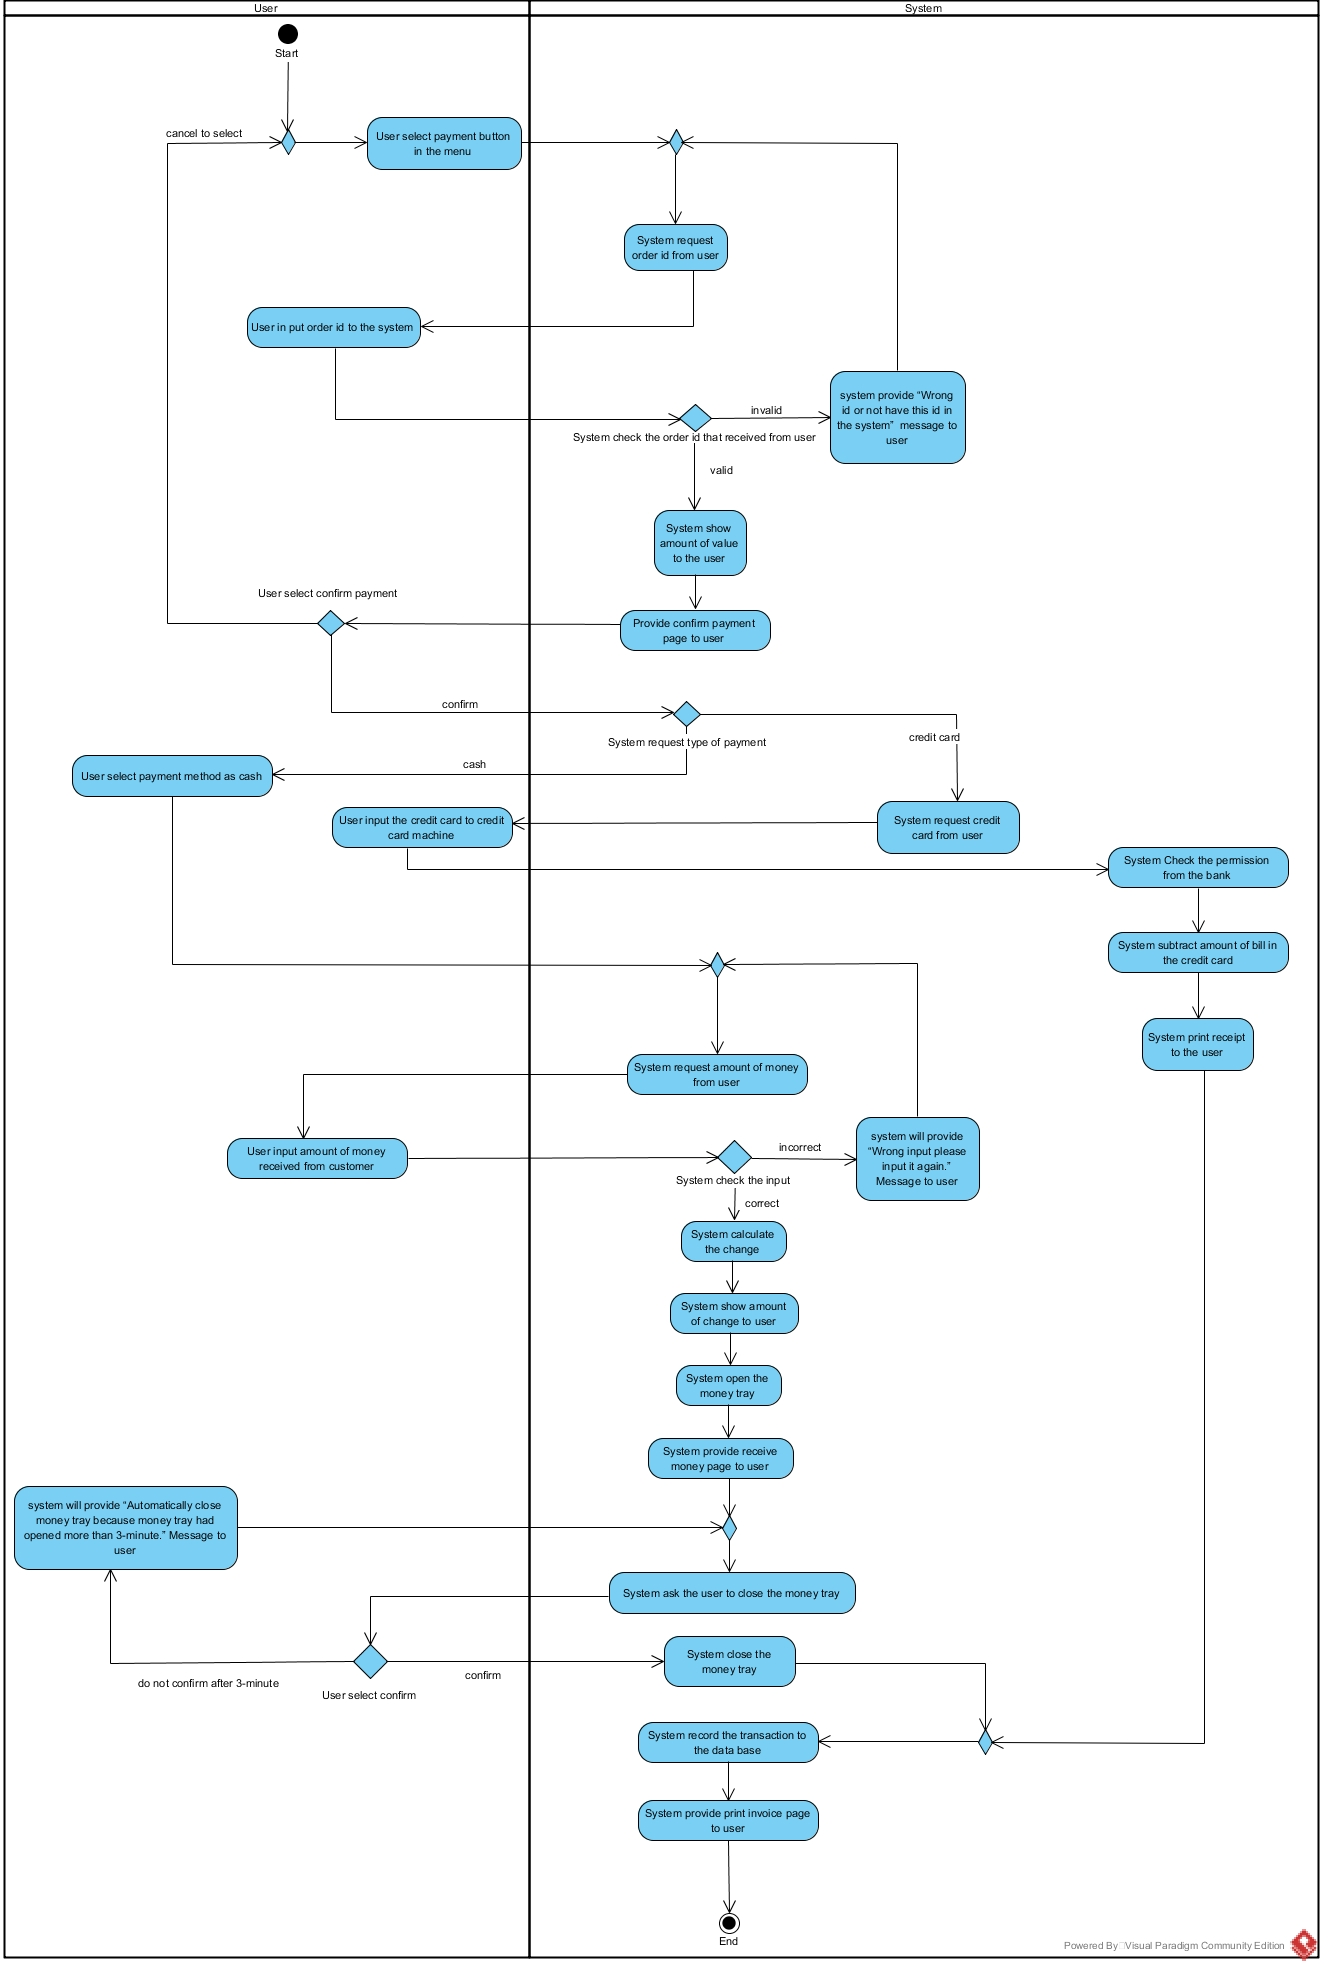 User
System
Start
cancel to select
User select payment button
in the menu
System request
order id from user
User in put order id to the system
system provide “Wrong
id or not have this id in
the system”  message to
user
invalid
System check the order id that received from user
valid
System show
amount of value
to the user
User select confirm payment
Provide confirm payment
page to user
confirm
System request type of payment
credit card
cash
User select payment method as cash
User input the credit card to credit
card machine
System request credit
card from user
System Check the permission
from the bank
System subtract amount of bill in
the credit card
System print receipt
to the user
System request amount of money
from user
User input amount of money
received from customer
incorrect
System check the input
system will provide
“Wrong input please
input it again.”
Message to user
correct
System calculate
the change
System show amount
of change to user
System open the
money tray
System provide receive
money page to user
system will provide “Automatically close
money tray because money tray had
opened more than 3-minute.” Message to
user
System ask the user to close the money tray
System close the
money tray
confirm
do not confirm after 3-minute
User select confirm
System record the transaction to
the data base
System provide print invoice page
to user
End
Powered By Visual Paradigm Community Edition